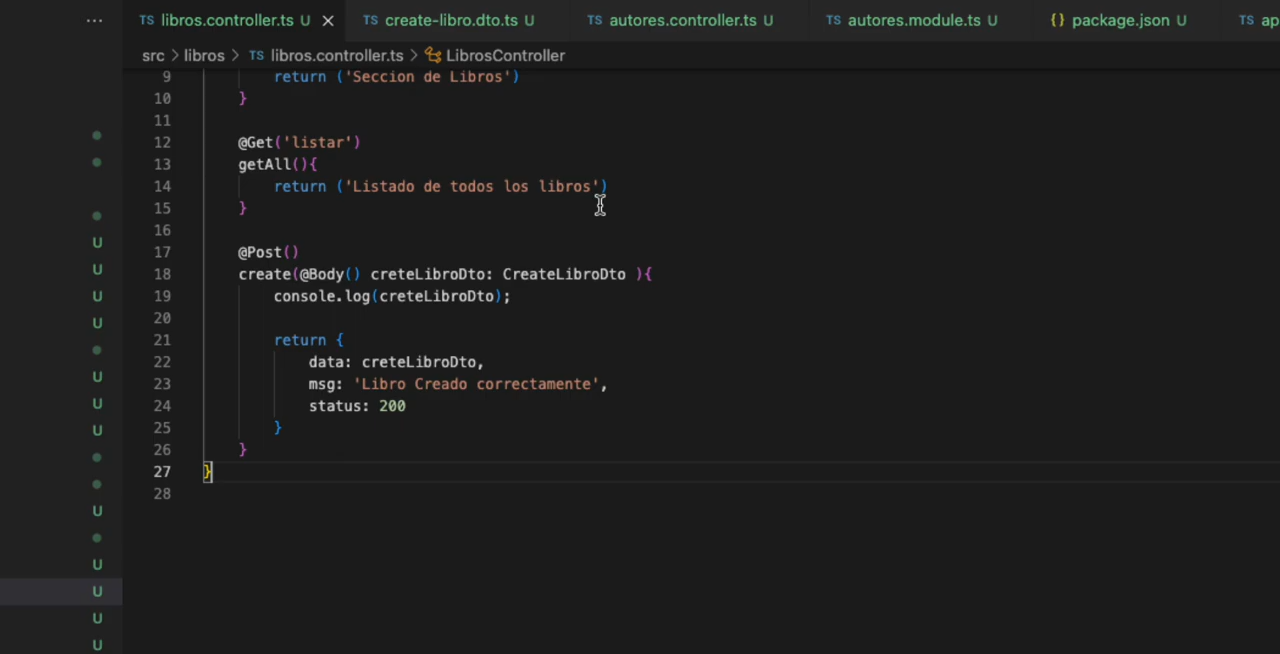 ... TS libros.controller.ts U × TS create-libro.dto.ts U TS autores.controller.ts U TS autores.module.ts U {} package.json U TS ap
src > libros > TS libros.controller.ts > LibrosController
9 return ('Seccion de Libros')
10 }
11
12 @Get('listar')
13 getAll(){
14 return ('Listado de todos los libros')
15 }
16
17 @Post()
18 create(@Body() creteLibroDto: CreateLibroDto ){
19 console.log(creteLibroDto);
20
21 return {
22 data: creteLibroDto,
23 msg: 'Libro Creado correctamente',
24 status: 200
25 }
26 }
27 }
28
U
U
U
U
U
U
U
U
U
U
U
U